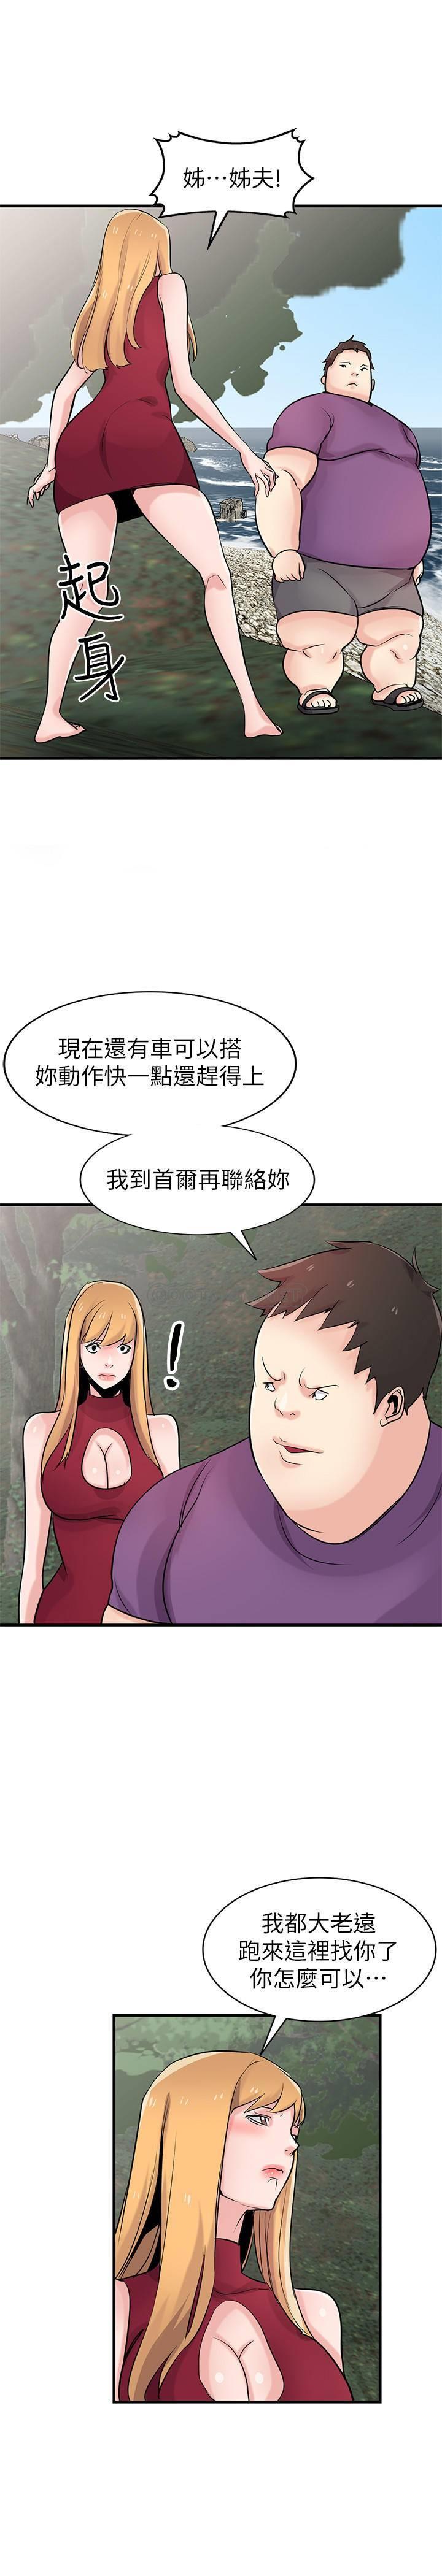 姊⋯姊夫!
起身
現在還有車可以搭
妳動作快一點還趕得上
我到首爾再聯絡妳
!
我都大老遠
跑來這裡找你了
你怎麼可以⋯